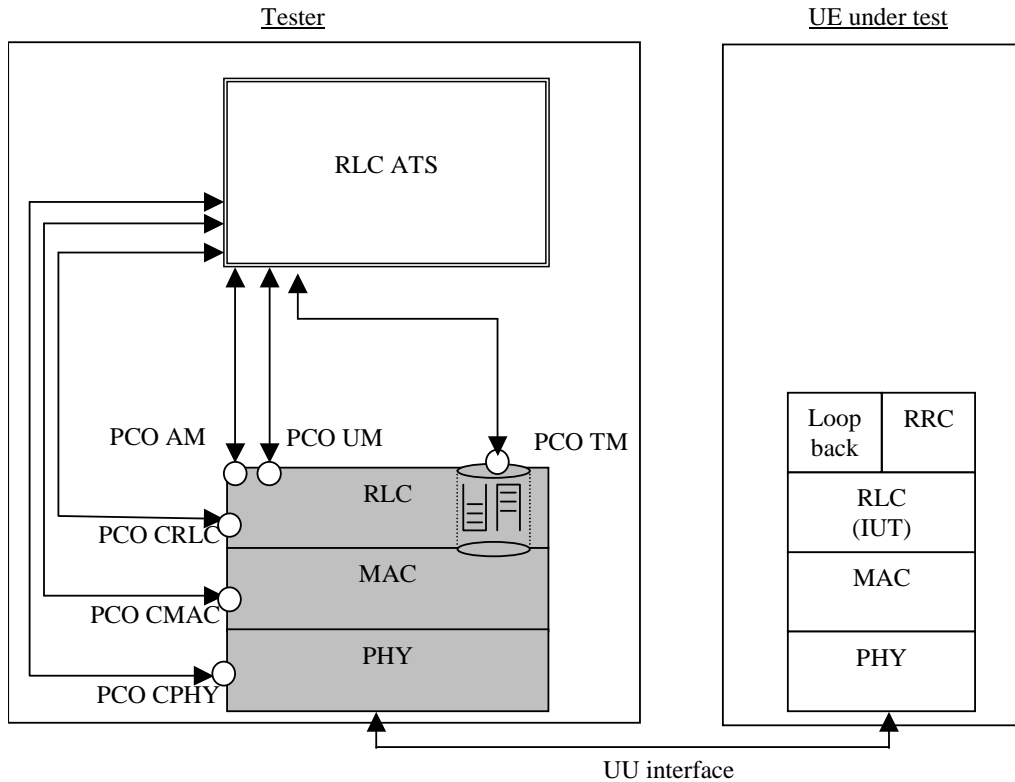 Tester
UE under test
RLC ATS
PCO AM
PCO UM
PCO TM
Loop
back
RRC
RLC
RLC
(IUT)
PCO CRLC
MAC
MAC
PCO CMAC
PHY
PHY
PCO CPHY
UU interface